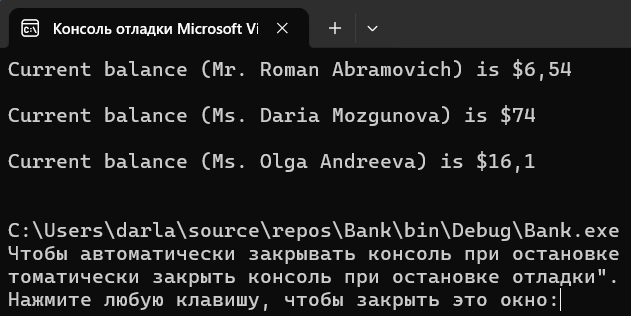 Консоль отладки Microsoft Vi
Current balance (Mr. Roman Abramovich) is $6,54
Current balance (Ms. Daria Mozgunova) is $74
Current balance (Ms. Olga Andreeva) is $16,1
C:\Users\darla\source\repos\Bank\bin\Debug\Bank.exe
Чтобы автоматически закрывать консоль при остановке
томатически закрыть консоль при остановке отладки".
Нажмите любую клавишу, чтобы закрыть это окно: